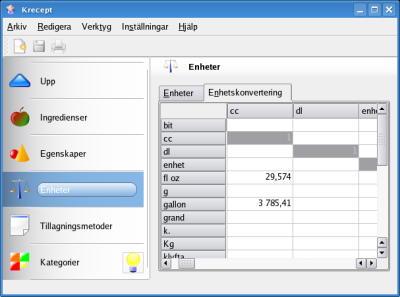 Krecept
Arkiv Redigera Verktyg Inställningar Hjälp
Enheter
Upp
Ingredienser
Egenskaper
Enheter
Tillagningsmetoder
Kategorier
Enheter Enhetskonvertering
cc dl enhe
bit
cc 1
dl 1
enhet
fl oz 29,574
g
gallon 3 785,41
grand
k.
Kg
klyfta